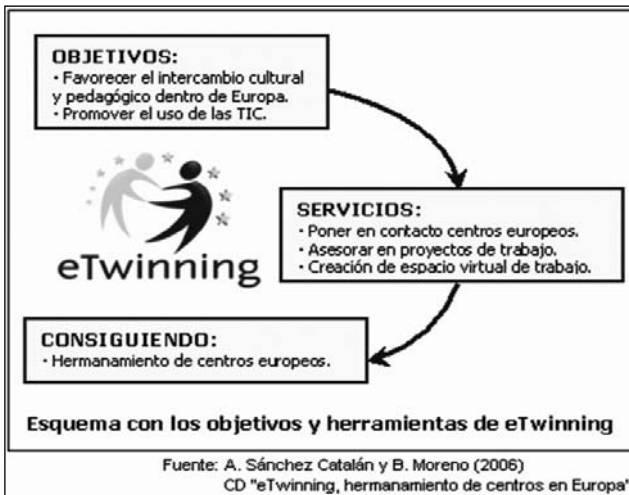 OBJETIVOS:
· Favorecer el intercambio cultural
y pedagógico dentro de Europa.
· Promover el uso de las TIC.
eTwinning
SERVICIOS:
· Poner en contacto centros europeos.
· Asesorar en proyectos de trabajo.
· Creación de espacio virtual de trabajo.
CONSIGUIENDO:
· Hermanamiento de centros europeos.
Esquema con los objetivos y herramientas de eTwinning
Fuente: A. Sánchez Catalán y B. Moreno (2006)
CD "eTwinning, hermanamiento de centros en Europa"